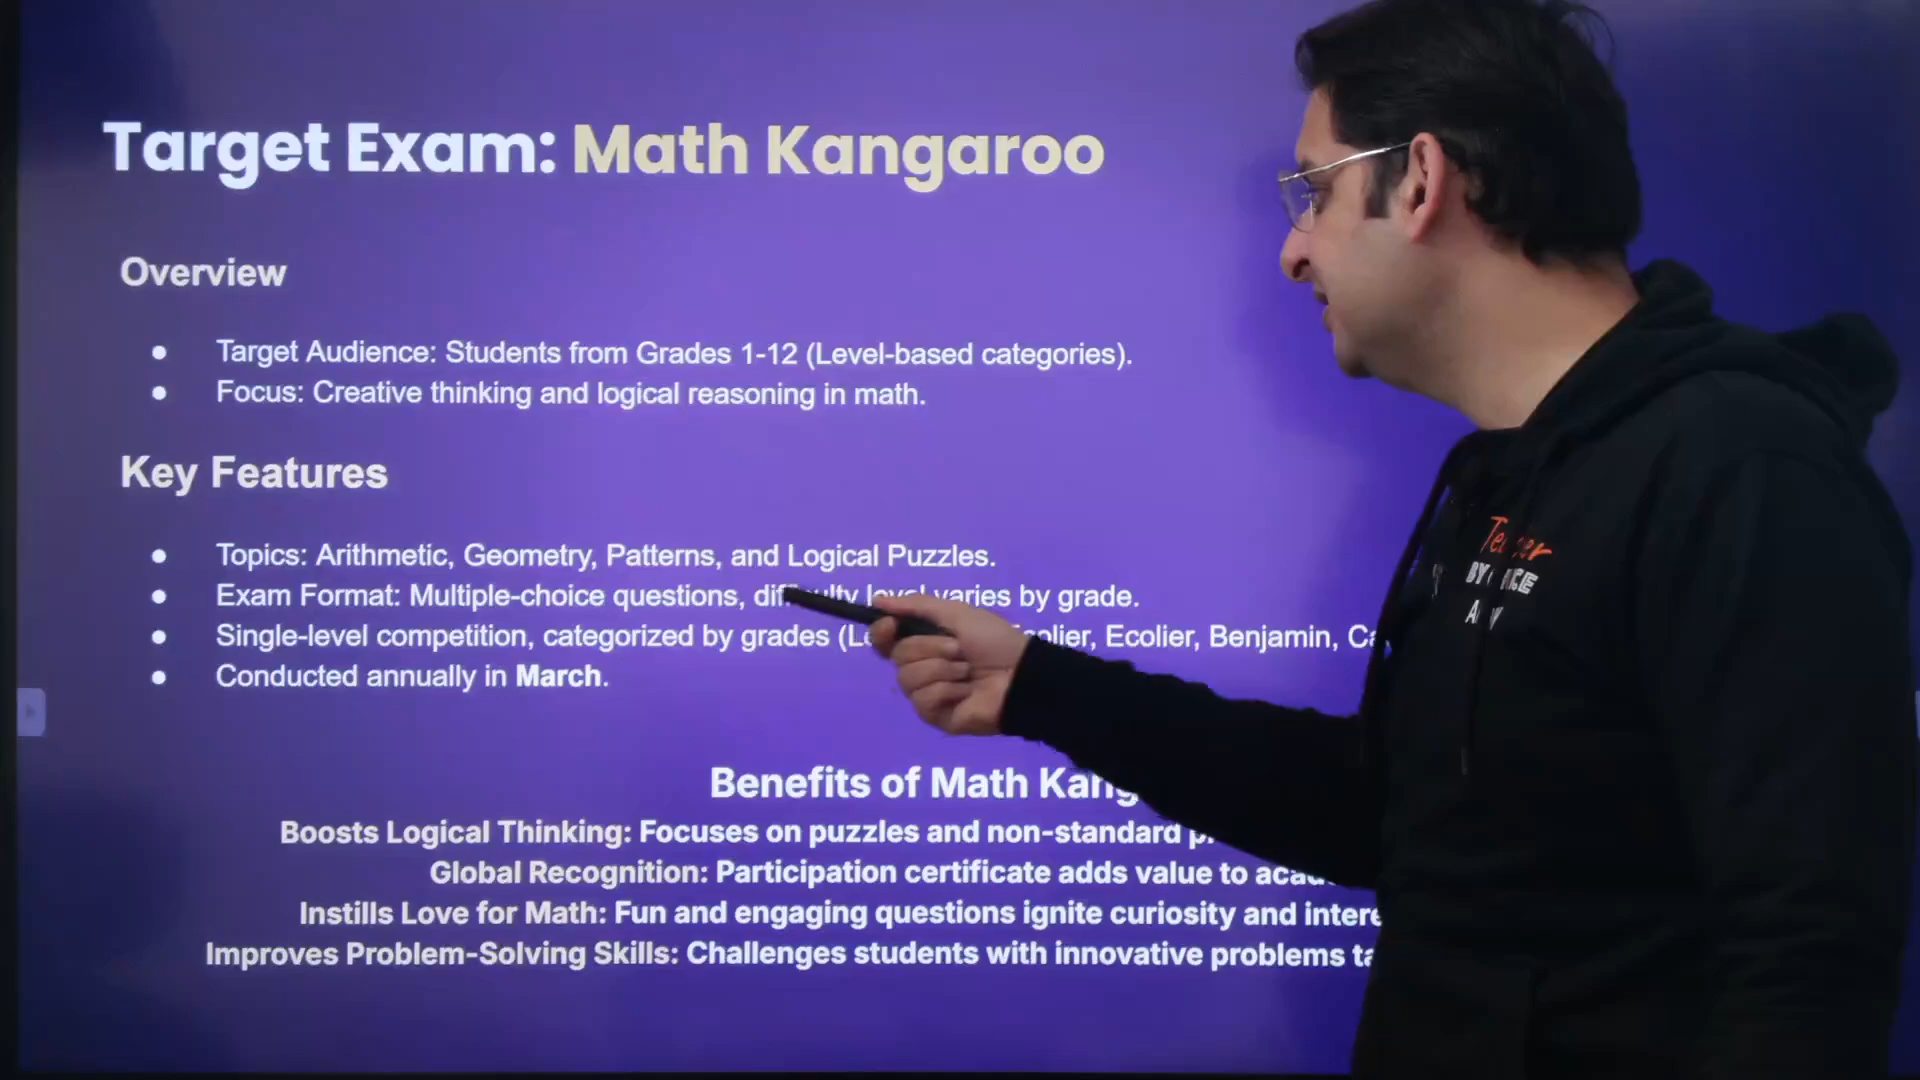 Target Exam: Math Kangaroo
Overview
● Target Audience: Students from Grades 1-12 (Level-based categories).
● Focus: Creative thinking and logical reasoning in math.
Key Features
● Topics: Arithmetic, Geometry, Patterns, and Logical Puzzles.
● Exam Format: Multiple-choice questions, level varies by grade.
● Single-level competition, categorized by grades Ecolier, Benjamin,
● Conducted annually in March.
Benefits of Math
Boosts Logical Thinking: Focuses on puzzles and non-standard
Global Recognition: Participation certificate adds value to
Instills Love for Math: Fun and engaging questions ignite curiosity and
Improves Problem-Solving Skills: Challenges students with innovative problems
BY